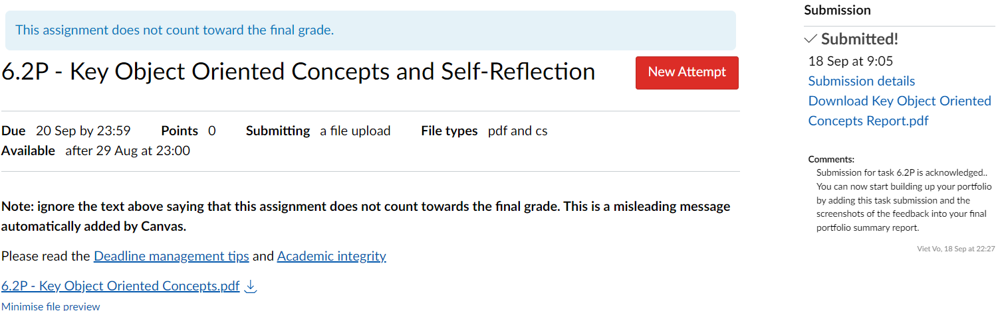 This assignment does not count toward the final grade.
6.2P - Key Object Oriented Concepts and Self-Reflection
New Attempt
Due 20 Sep by 23:59 Points 0 Submitting a file upload File types pdf and cs
Available after 29 Aug at 23:00
Note: ignore the text above saying that this assignment does not count towards the final grade. This is a misleading message
automatically added by Canvas.
Please read the Deadline management tips and Academic integrity
6.2P - Key Object Oriented Concepts.pdf
Minimise file preview
Submission
Submitted!
18 Sep at 9:05
Submission details
Download Key Object Oriented
Concepts Report.pdf
Comments:
Submission for task 6.2P is acknowledged..
You can now start building up your portfolio
by adding this task submission and the
screenshots of the feedback into your final
portfolio summary report.
Viet Vo, 18 Sep at 22:27